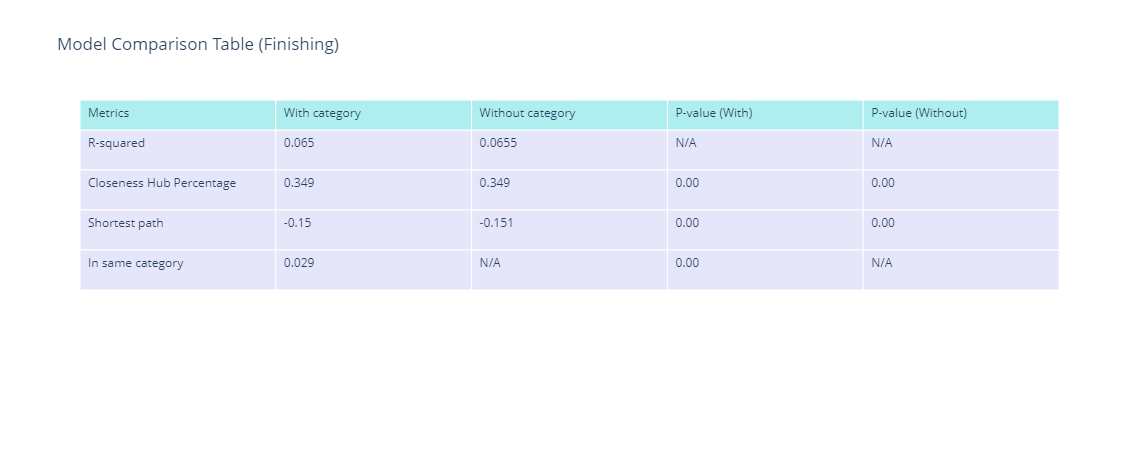 Model Comparison Table (Finishing)
Metrics With category Without category P-value (With) P-value (Without)
R-squared 0.065 0.0655 N/A N/A
Closeness Hub Percentage 0.349 0.349 0.00 0.00
Shortest path -0.15 -0.151 0.00 0.00
In same category 0.029 N/A 0.00 N/A